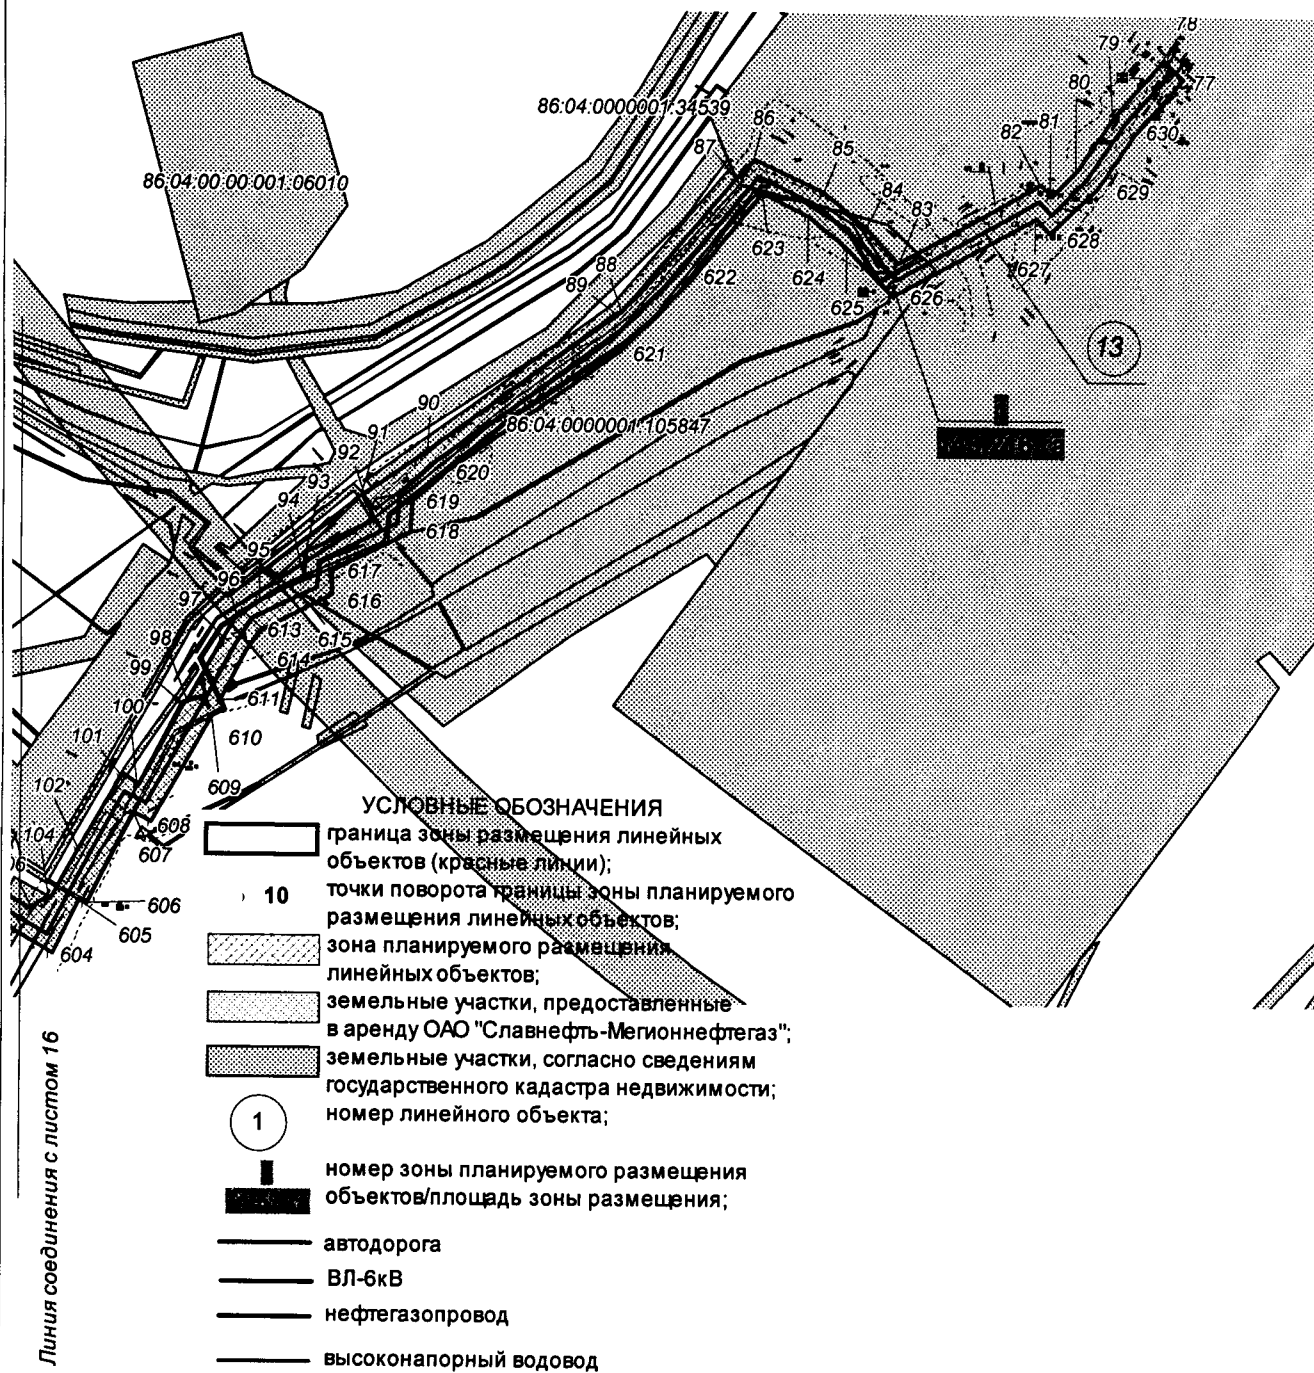 78
79
77
80
86:04:0000001:34539
86
81
82
630
87
85
86:04:00 00 001:06010
84
629
83
623
628
88
622
624
627
89
625
626
13
621
90
86:04:0000001:105847
91
92
620
93
94
619
618
95
617
96
616
97
613
98
615
614
99
611
100
610
101
102
609
608
104
607
606
605
604
УСЛОВНЫЕ ОБОЗНАЧЕНИЯ
граница зоны размещения линейных
объектов (красные линии);
10
точки поворота границы зоны планируемого
размещения линейных объектов;
зона планируемого размещения
линейных объектов;
земельные участки, предоставленные
в аренду ОАО "Славнефть-Мегионнефтегаз";
земельные участки, согласно сведениям
государственного кадастра недвижимости;
1
номер линейного объекта;
номер зоны планируемого размещения
объектов/площадь зоны размещения;
автодорога
ВЛ-6кВ
нефтегазопровод
высоконапорный водовод
Линия соединения с листом 16